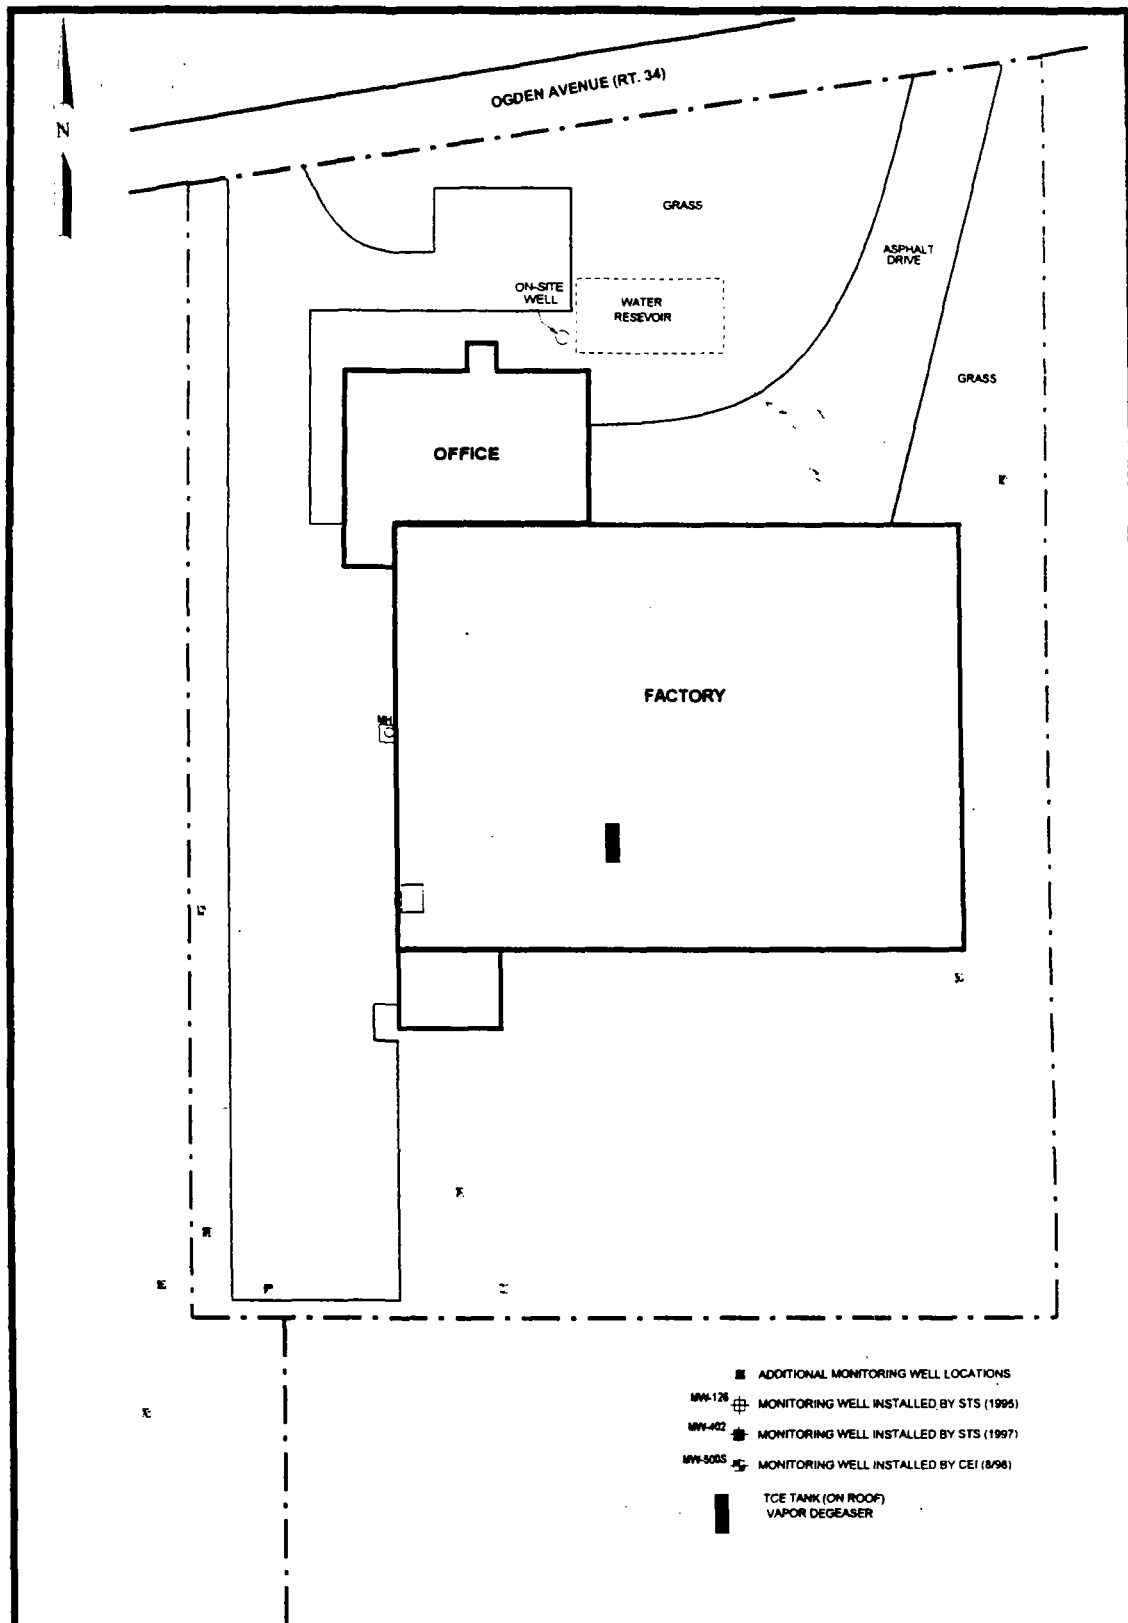 OGDEN AVENUE (RT. 34)
N
GRASS
ASPHALT
DRIVE
ON-SITE
WELL
WATER
RESEVOIR
GRASS
OFFICE
FACTORY
MH
ADDITIONAL MONITORING WELL LOCATIONS
MW-126 MONITORING WELL INSTALLED BY STS (1995)
MW-402 MONITORING WELL INSTALLED BY STS (1997)
MW-500S MONITORING WELL INSTALLED BY CEI (8/98)
TCE TANK (ON ROOF)
VAPOR DEGEASER